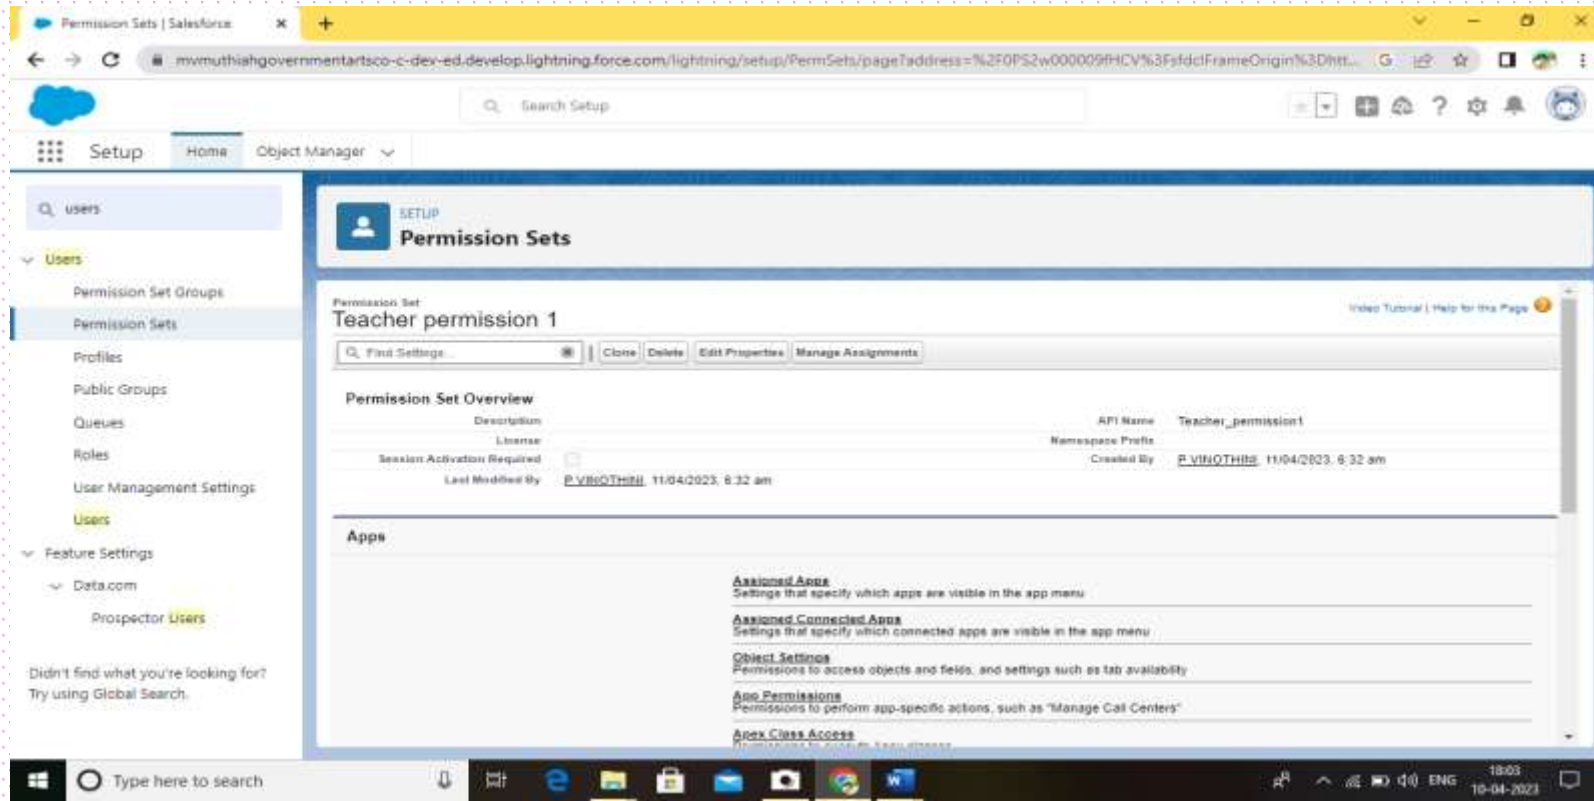 Permission Sets | Salesforce
mvmuthiahgovernmentartsco-c-dev-ed.develop.lightning.force.com/lightning/setup/PermSets/page?address=%2F0PS2w000009
Search Setup
Setup
Home
Object Manager
users
SETUP
Permission Sets
Users
Permission Set Groups
Permission Sets
Profiles
Public Groups
Queues
Roles
User Management Settings
Users
Feature Settings
Data.com
Prospector Users
Didn't find what you're looking for?
Try using Global Search.
Permission Set
Teacher permission 1
Video Tutorial | Help for this Page
Find Settings...
Clone
Delete
Edit Properties
Manage Assignments
Permission Set Overview
Description
API Name Teacher_permission1
License
Namespace Prefix
Session Activation Required
Created By P VINOTHINI, 11/04/2023, 6:32 am
Last Modified By P VINOTHINI, 11/04/2023, 6:32 am
Apps
Assigned Apps
Settings that specify which apps are visible in the app menu
Assigned Connected Apps
Settings that specify which connected apps are visible in the app menu
Object Settings
Permissions to access objects and fields, and settings such as tab availability
App Permissions
Permissions to perform app-specific actions, such as "Manage Call Centers"
Apex Class Access
Type here to search
ENG
18:03
10-04-2023